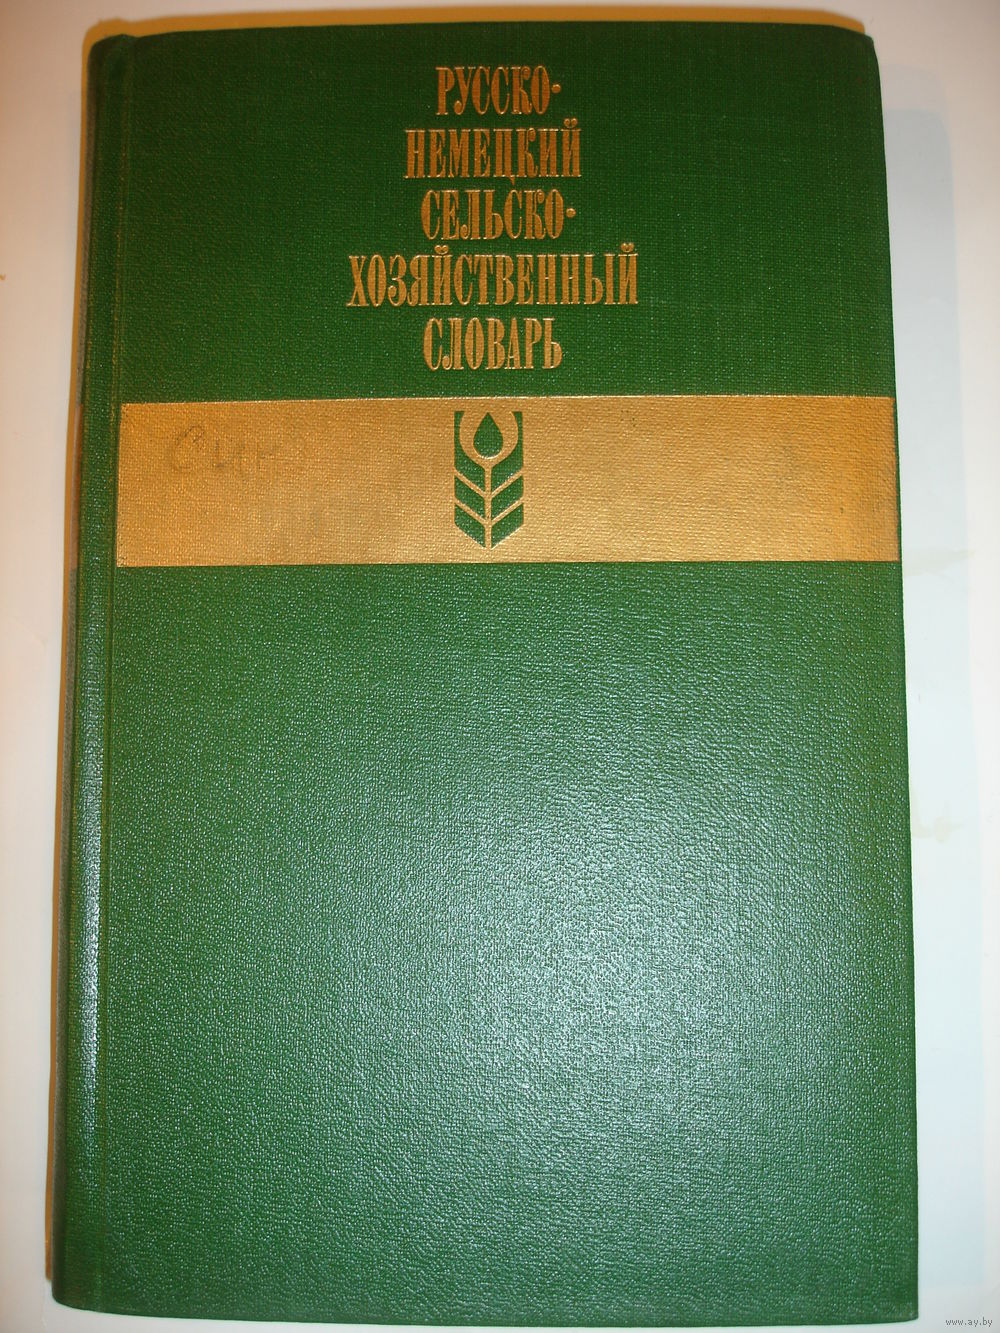 РУССКО-
НЕМЕЦКИЙ
СЕЛЬСКО-
ХОЗЯЙСТВЕННЫЙ
СЛОВАРЬ
www.ay.by